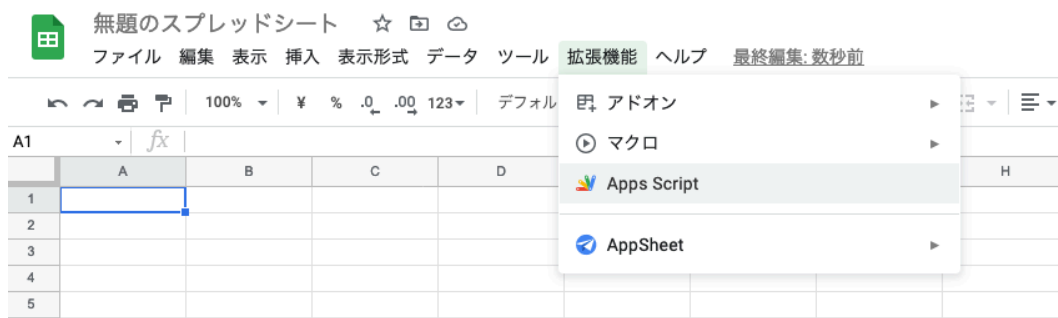 無題のスプレッドシート
ファイル 編集 表示 挿入 表示形式 データ ツール 拡張機能 ヘルプ 最終編集: 数秒前
100% ¥ % .0 .00 123 デフォル
アドオン
マクロ
Apps Script
AppSheet
A1 fx
A B C D H
1
2
3
4
5